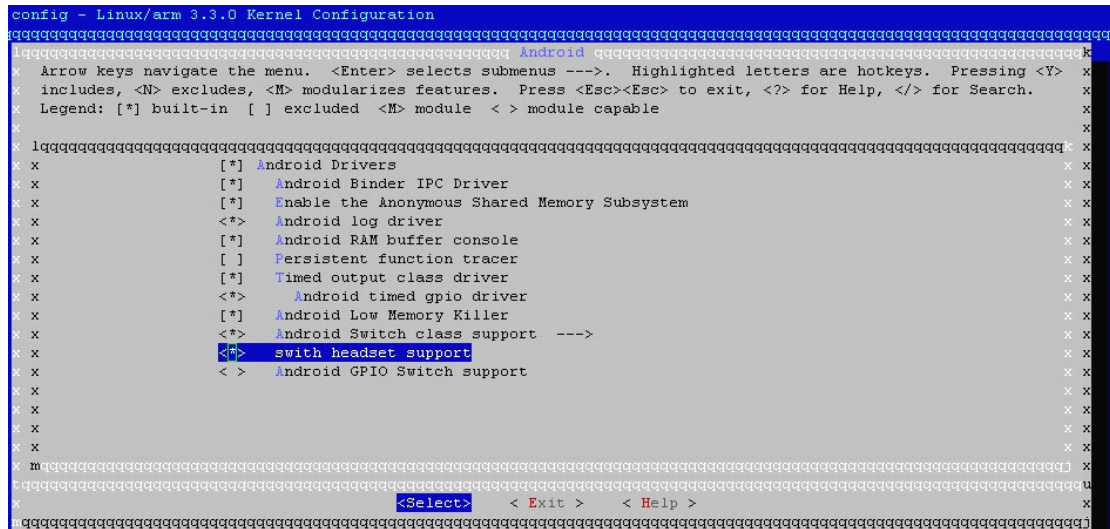 config - Linux/arm 3.3.0 Kernel Configuration
Android
Arrow keys navigate the menu. <Enter> selects submenus --->. Highlighted letters are hotkeys. Pressing <Y>
includes, <N> excludes, <M> modularizes features. Press <Esc><Esc> to exit, <?> for Help, </> for Search.
Legend: [*] built-in [ ] excluded <M> module < > module capable
[*] Android Drivers
[*] Android Binder IPC Driver
[*] Enable the Anonymous Shared Memory Subsystem
<*> Android log driver
[*] Android RAM buffer console
[ ] Persistent function tracer
[*] Timed output class driver
<*> Android timed gpio driver
[*] Android Low Memory Killer
<*> Android Switch class support --->
<*> swith headset support
< > Android GPIO Switch support
<Select> < Exit > < Help >